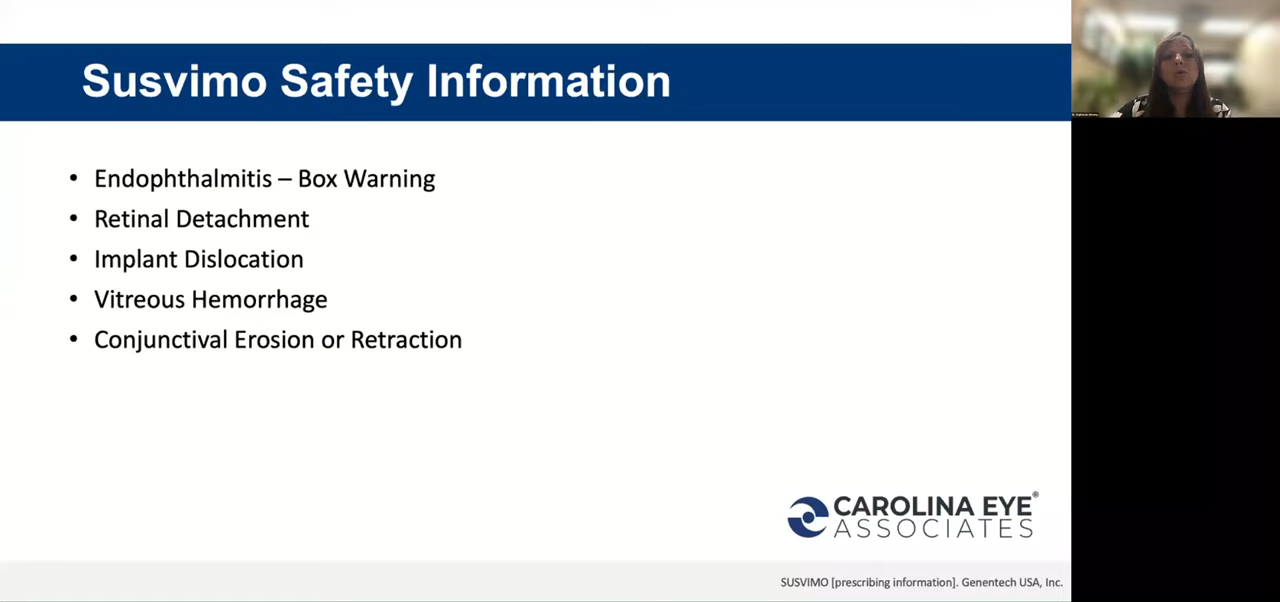 Susvimo Safety Information
• Endophthalmitis – Box Warning
• Retinal Detachment
• Implant Dislocation
• Vitreous Hemorrhage
• Conjunctival Erosion or Retraction
CAROLINA EYE®
ASSOCIATES
SUSVIMO [prescribing information]. Genentech USA, Inc.